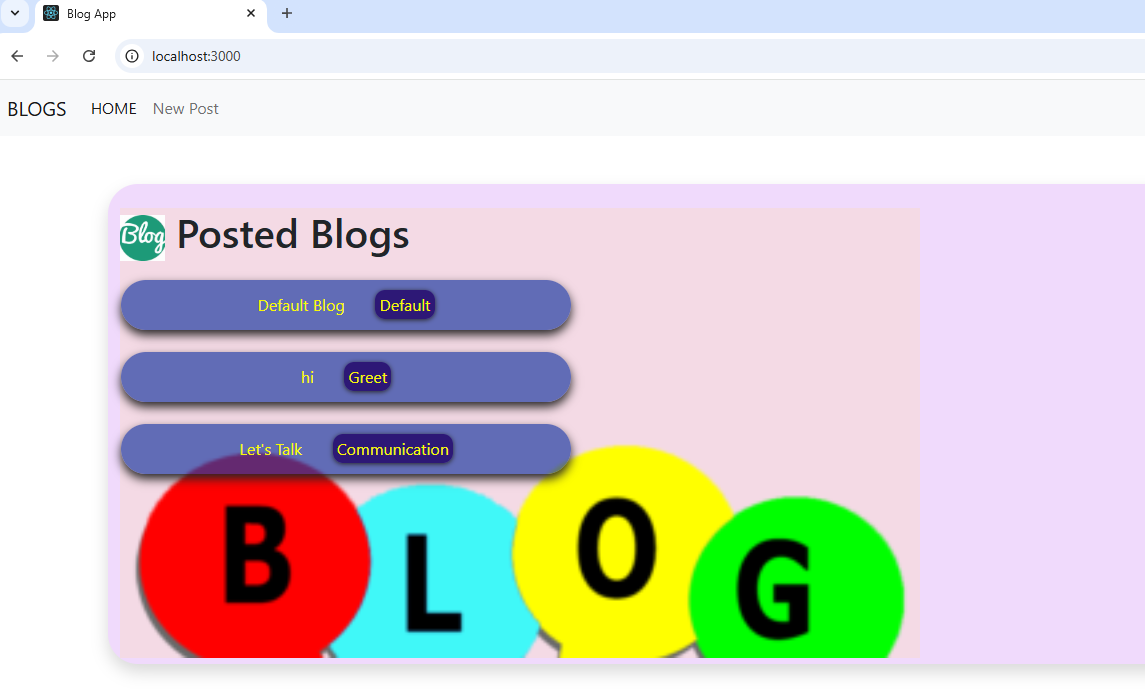 Blog App
localhost:3000
BLOGS HOME New Post
Blog Posted Blogs
Default Blog Default
hi Greet
Let's Talk Communication
B L O G